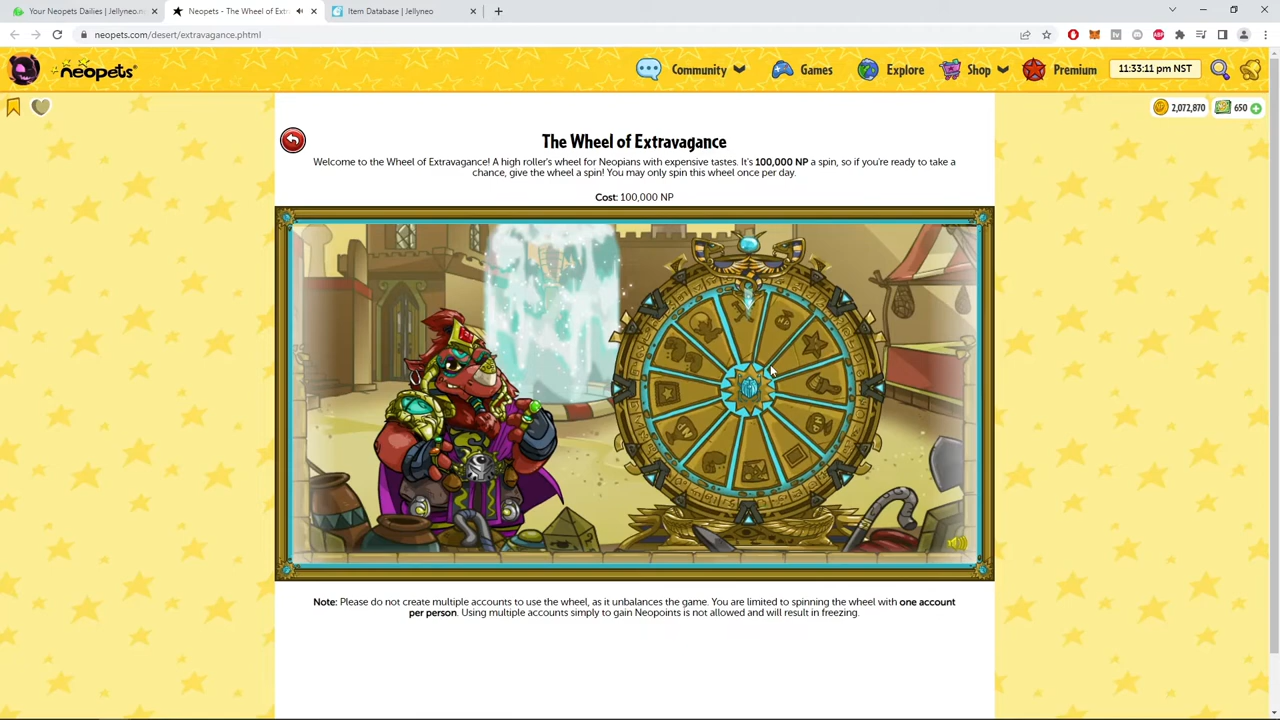 Your Neopets Dailies | Jellyneo.n
Neopets - The Wheel of Extr
Item Database | Jellyneo
neopets.com/desert/extravagance.phtml
neopets
Community
Games
Explore
Shop
Premium
11:33:11 pm NST
2,072,870
650
The Wheel of Extravagance
Welcome to the Wheel of Extravagance! A high roller's wheel for Neopians with expensive tastes. It's 100,000 NP a spin, so if you're ready to take a
chance, give the wheel a spin! You may only spin this wheel once per day.
Cost: 100,000 NP
Note: Please do not create multiple accounts to use the wheel, as it unbalances the game. You are limited to spinning the wheel with one account
per person. Using multiple accounts simply to gain Neopoints is not allowed and will result in freezing.